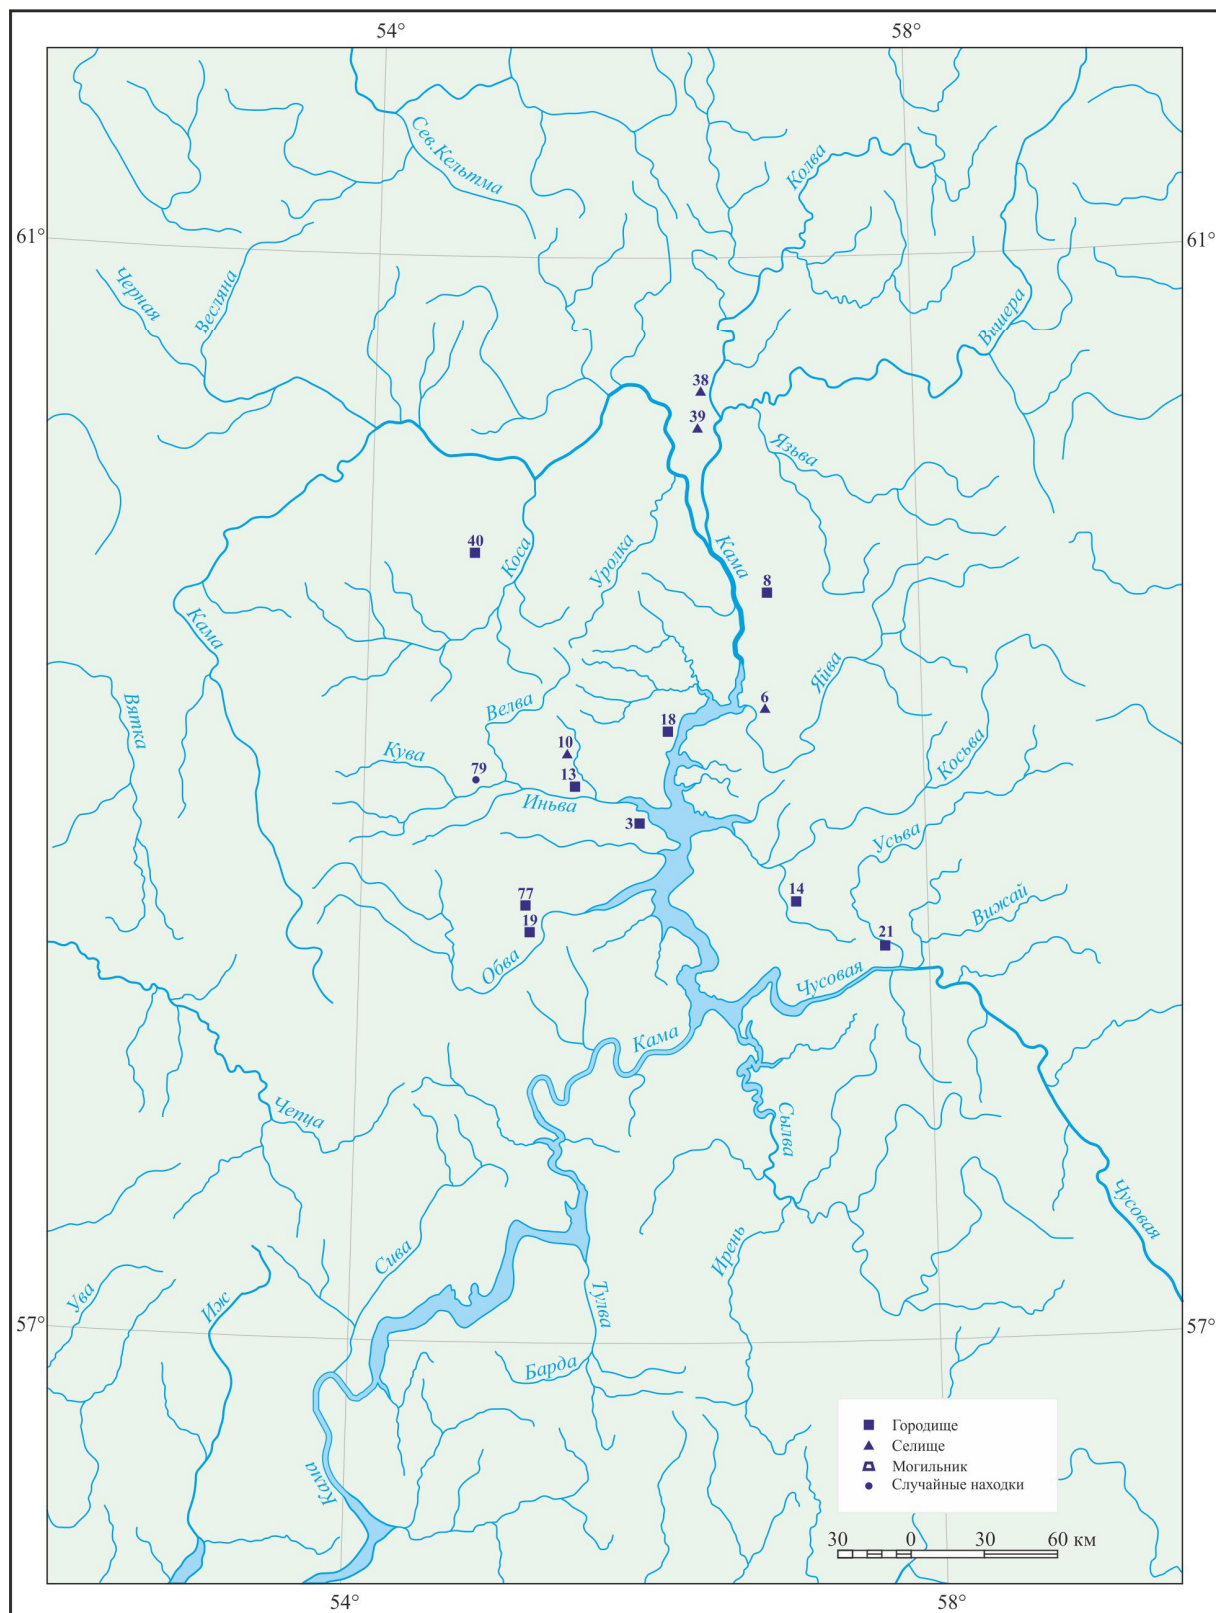 54°
58°
Сев.Кельтма
Колва
61°
61°
Черная
Весляна
Вишера
38
39
Язьва
40
Коса
Уролка
Кама
8
Кама
Яйва
Вятка
Велва
6
18
Кува
79
10
13
Косьва
Иньва
3
Усьва
77
14
Вижай
19
21
Обва
Чусовая
Кама
Чепца
Сылва
Чусовая
Ирень
Сива
Ува
Иж
Тулва
57°
57°
Барда
Кама
Городище
Селище
Могильник
Случайные находки
30 0 30 60 км
54°
58°